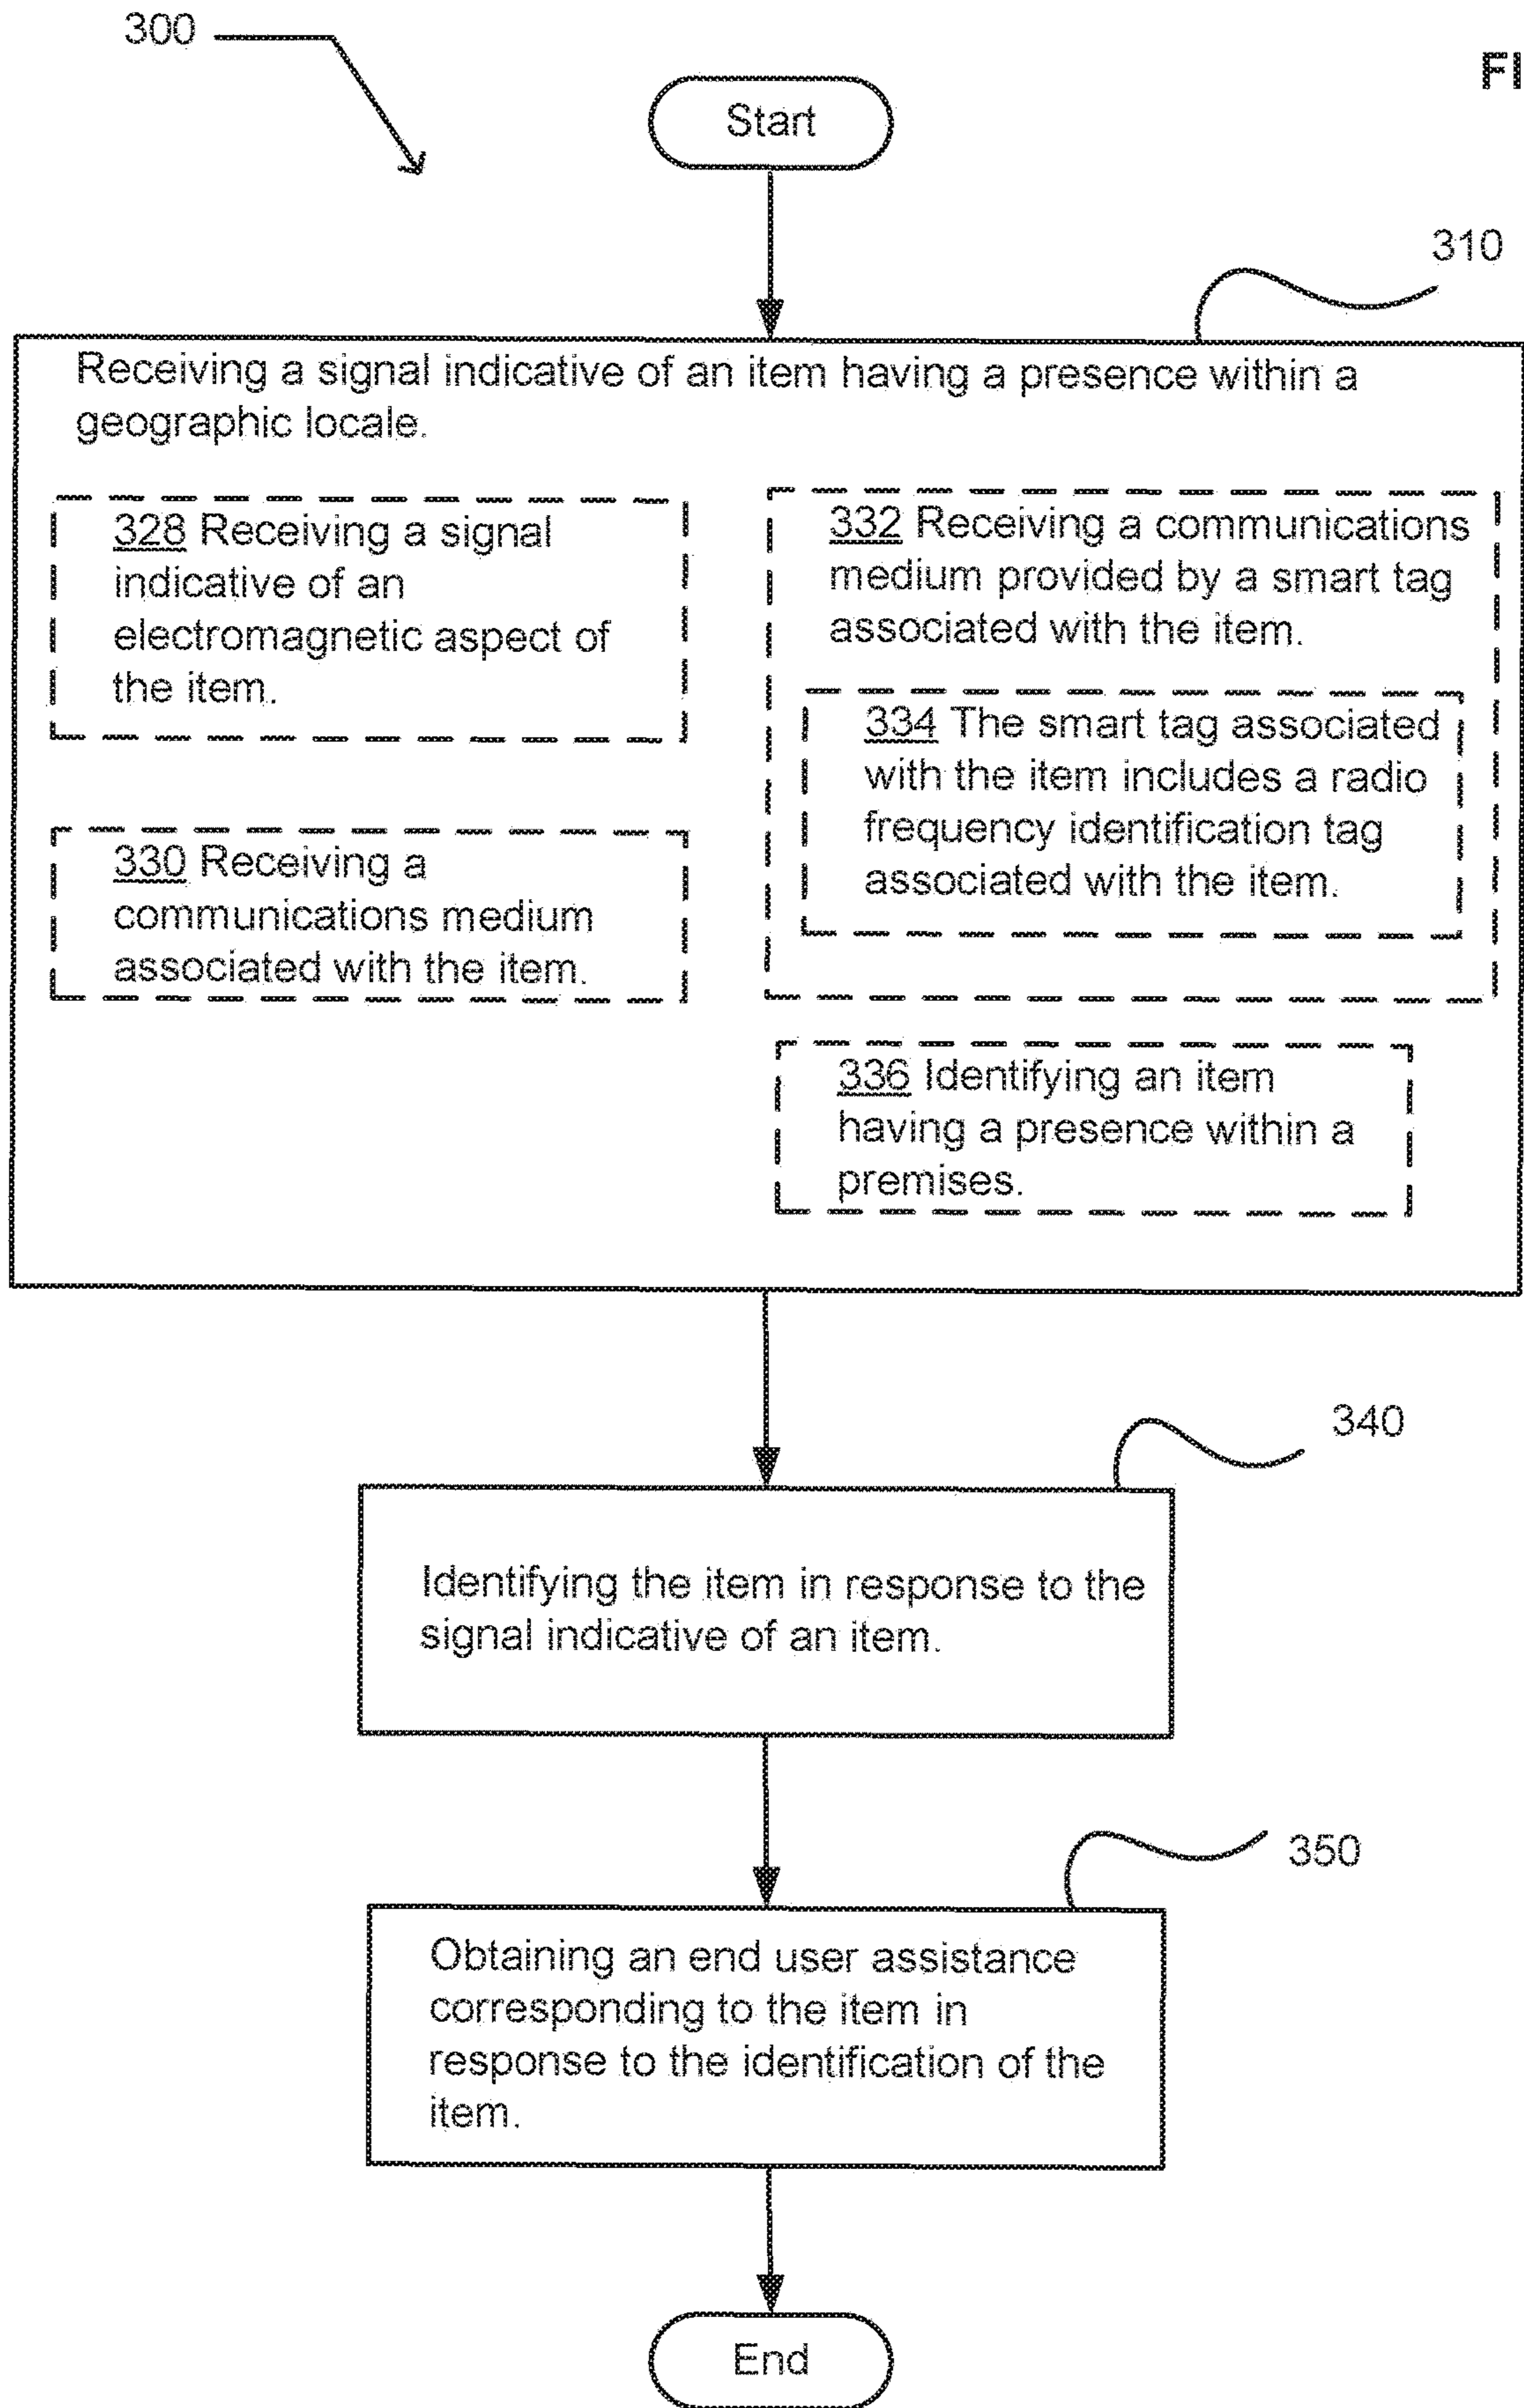 300
FI
Start
310
Receiving a signal indicative of an item having a presence within a
geographic locale.
328 Receiving a signal
indicative of an
electromagnetic aspect of
the item.
330 Receiving a
communications medium
associated with the item.
332 Receiving a communications
medium provided by a smart tag
associated with the item.
334 The smart tag associated
with the item includes a radio
frequency identification tag
associated with the item.
336 Identifying an item
having a presence within a
premises.
340
Identifying the item in response to the
signal indicative of an item.
350
Obtaining an end user assistance
corresponding to the item in
response to the identification of the
item.
End